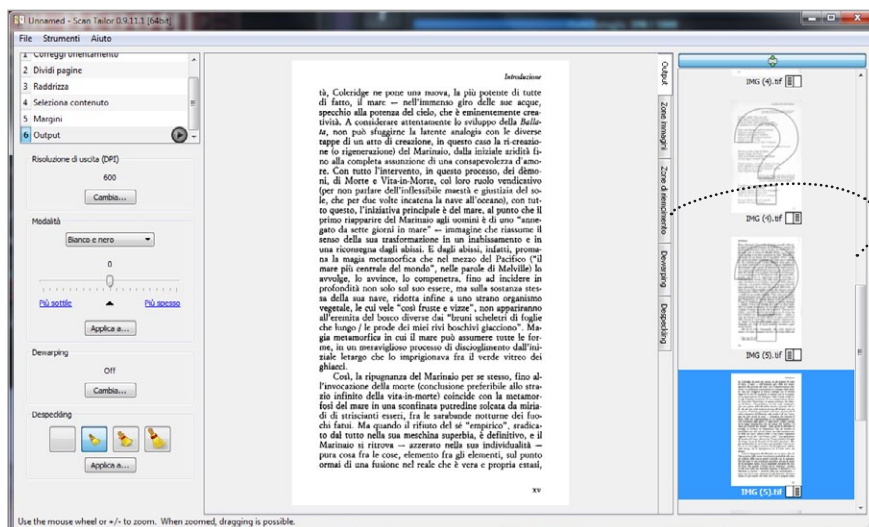 Unnamed - Scan Tailor 0.9.11.1 [64bit]
File Strumenti Aiuto
1 Correggi orientamento
2 Dividi pagine
3 Raddrizza
4 Seleziona contenuto
5 Margini
6 Output
Risoluzione di uscita (DPI)
600
Cambia...
Modalità
Bianco e nero
0
Più sottile
Più spesso
Applica a...
Dewarping
Off
Cambia...
Despeckling
Applica a...
Introduzione
tà, Coleridge ne pone una nuova, la più potente di tutte
di fatto, il mare — nell'immenso giro delle sue acque,
specchio alla potenza del cielo, che è eminentemente crea-
tività. A considerare attentamente lo sviluppo della Balla-
ta, non può sfuggirne la latente analogia con le diverse
tappe di un atto di creazione, in questo caso la ri-creazio-
ne (o rigenerazione) del Marinaio, dalla iniziale aridità fi-
no alla completa assunzione di una consapevolezza d'amo-
re. Con tutto l'intervento, in questo processo, dei dèmo-
ni, di Morte e Vita-in-Morte, col loro ruolo vendicativo
(per non parlare dell'inflessibile maestà e giustizia del so-
le, che per due volte incatena la nave all'oceano), con tut-
to questo, l'iniziativa principale è del mare, al punto che il
primo riapparire del Marinaio agli uomini è di uno "anne-
gato da sette giorni in mare" — immagine che riassume il
senso della sua trasformazione in un inabissamento e in
una riconsegna dagli abissi. E dagli abissi, infatti, proma-
na la magia metamorfica che nel mezzo del Pacifico ("il
mare più centrale del mondo", nelle parole di Melville) lo
avvolge, lo avvince, lo compenetra, fino ad incidere in
profondità non solo sul suo essere, ma sulla sostanza stes-
sa della sua nave, ridotta infine a uno strano organismo
vegetale, le cui vele "così fruste e vizze", non appariranno
all'eremita del bosco diverse dai "bruni scheletri di foglie
che lungo / le prode dei miei rivi boschivi giacciono". Ma-
gia metamorfica in cui il mare può assumere tutte le for-
me, in un meraviglioso processo di discioglimento dall'ini-
ziale letargo che lo imprigionava fra il verde vitreo dei
ghiacci.
Così, la ripugnanza del Marinaio per se stesso, fino al-
l'invocazione della morte (conclusione preferibile allo stra-
zio infinito della vita-in-morte) coincide con la metamor-
fosi del mare in una sconfinata putredine solcata da miria-
di di striscianti esseri, fra le sarabande notturne dei fuo-
chi fatui. Ma quando il rifiuto del sé "empirico", sradica-
to dal tutto nella sua meschina superbia, è definitivo, e il
Marinaio si ritrova — azzerato nella sua individualità —
pura cosa fra le cose, elemento fra gli elementi, sul punto
ormai di una fusione nel reale che è vera e propria estasi,
XV
Output
Zone immagini
Zone di riempimento
Dewarping
Despeckling
IMG (4).tif
IMG (4).tif
IMG (5).tif
IMG (5).tif
Use the mouse wheel or +/- to zoom. When zoomed, dragging is possible.